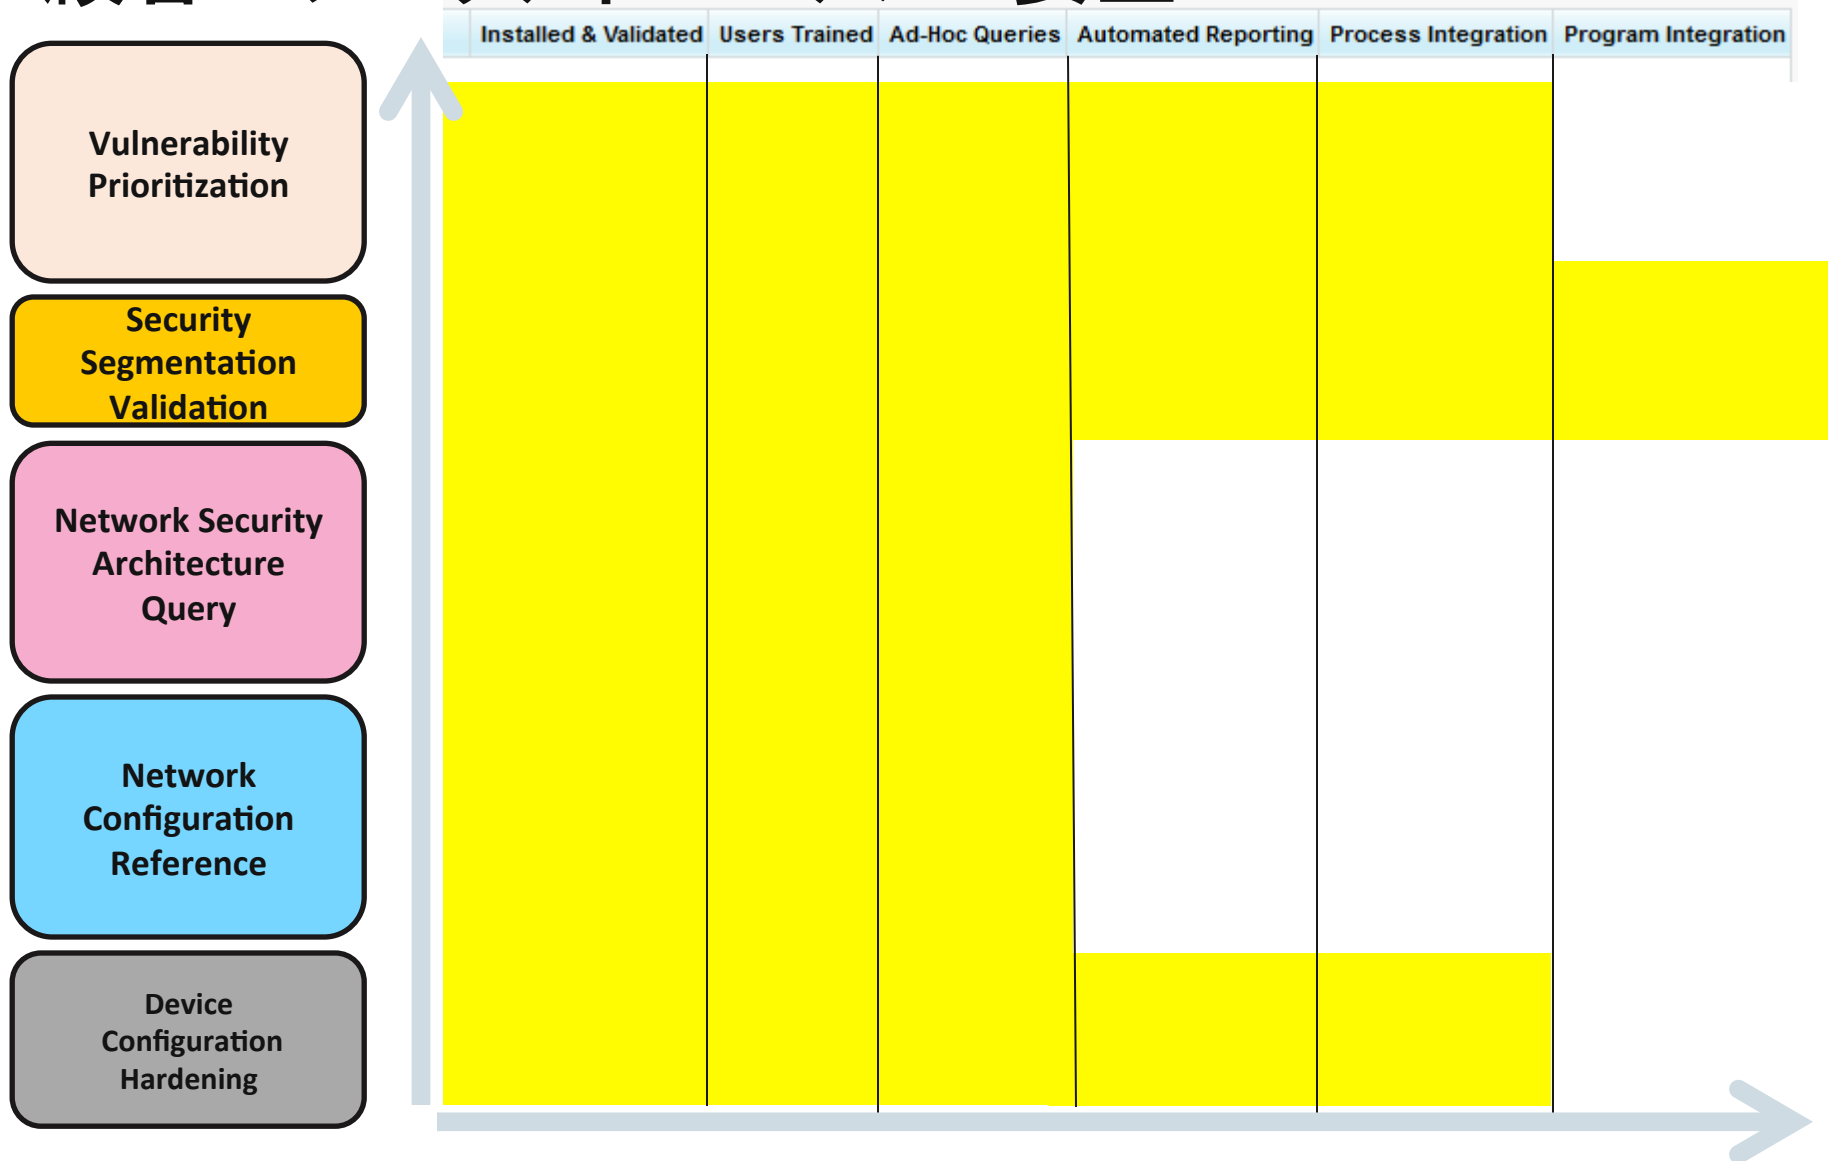 Installed & Validated Users Trained Ad-Hoc Queries Automated Reporting Process Integration Program Integration
Vulnerability
Prioritization
Security
Segmentation
Validation
Network Security
Architecture
Query
Network
Configuration
Reference
Device
Configuration
Hardening